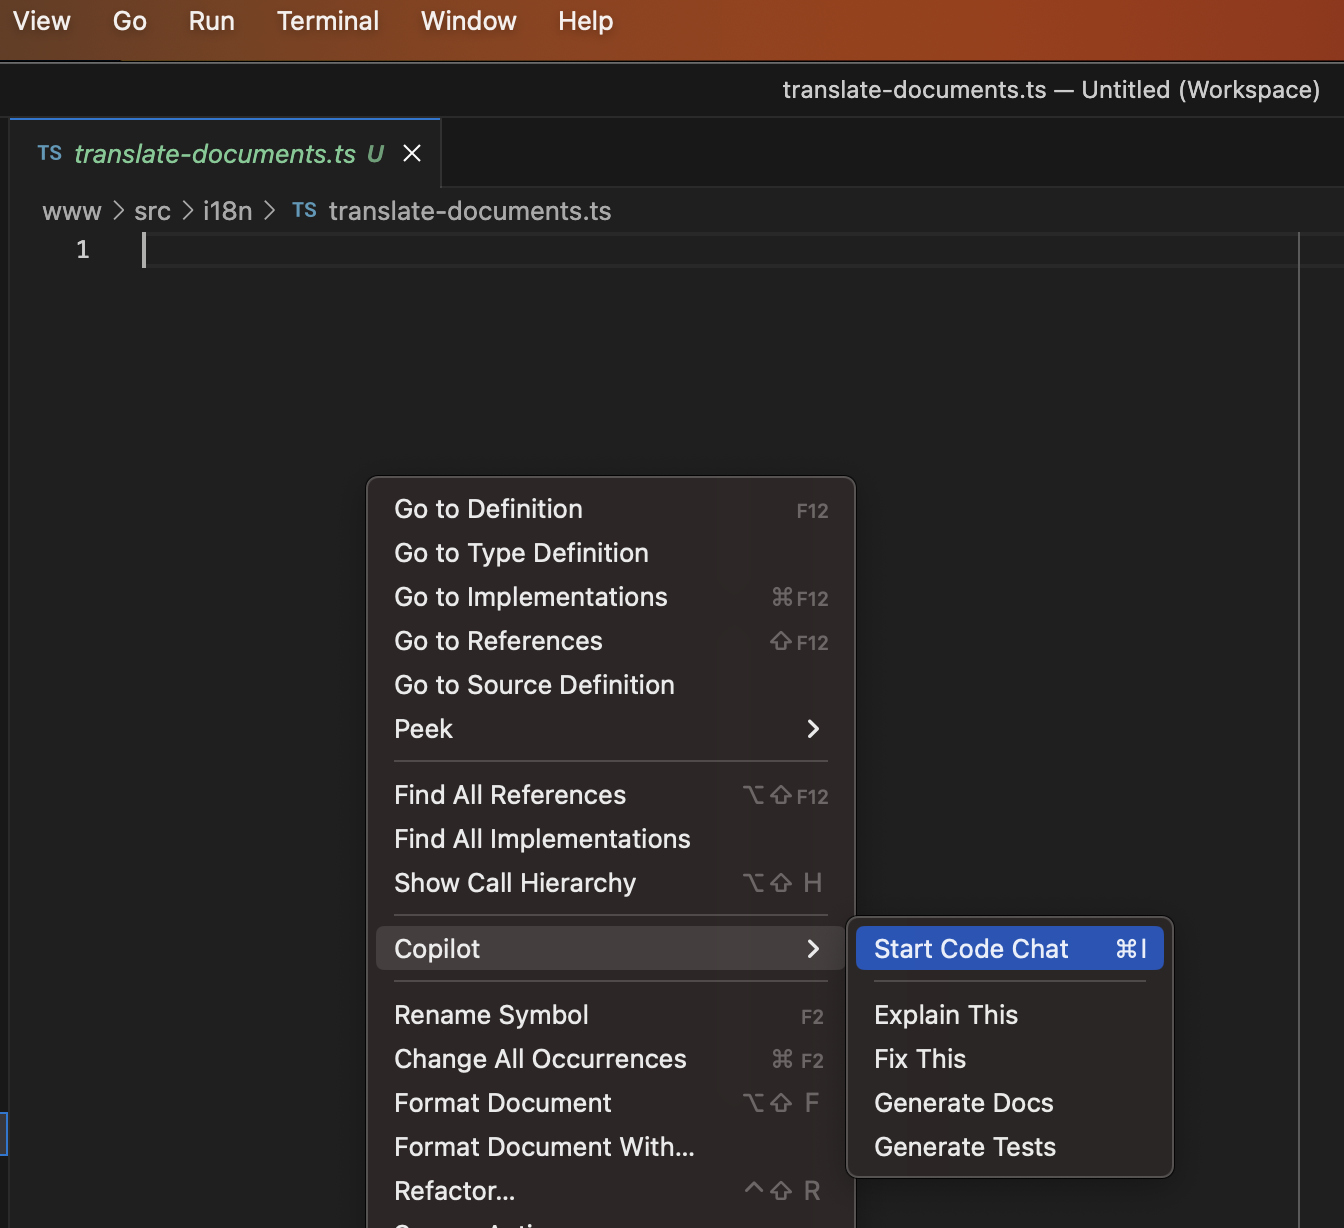 View Go Run Terminal Window Help
translate-documents.ts — Untitled (Workspace)
TS translate-documents.ts U
www > src > i18n > TS translate-documents.ts
1
Go to Definition F12
Go to Type Definition
Go to Implementations ⌘F12
Go to References ⇧F12
Go to Source Definition
Peek
Find All References ⌥⇧F12
Find All Implementations
Show Call Hierarchy ⌥⇧ H
Copilot
Start Code Chat ⌘I
Explain This
Fix This
Generate Docs
Generate Tests
Rename Symbol F2
Change All Occurrences ⌘ F2
Format Document ⌥⇧ F
Format Document With...
Refactor... ^⇧ R